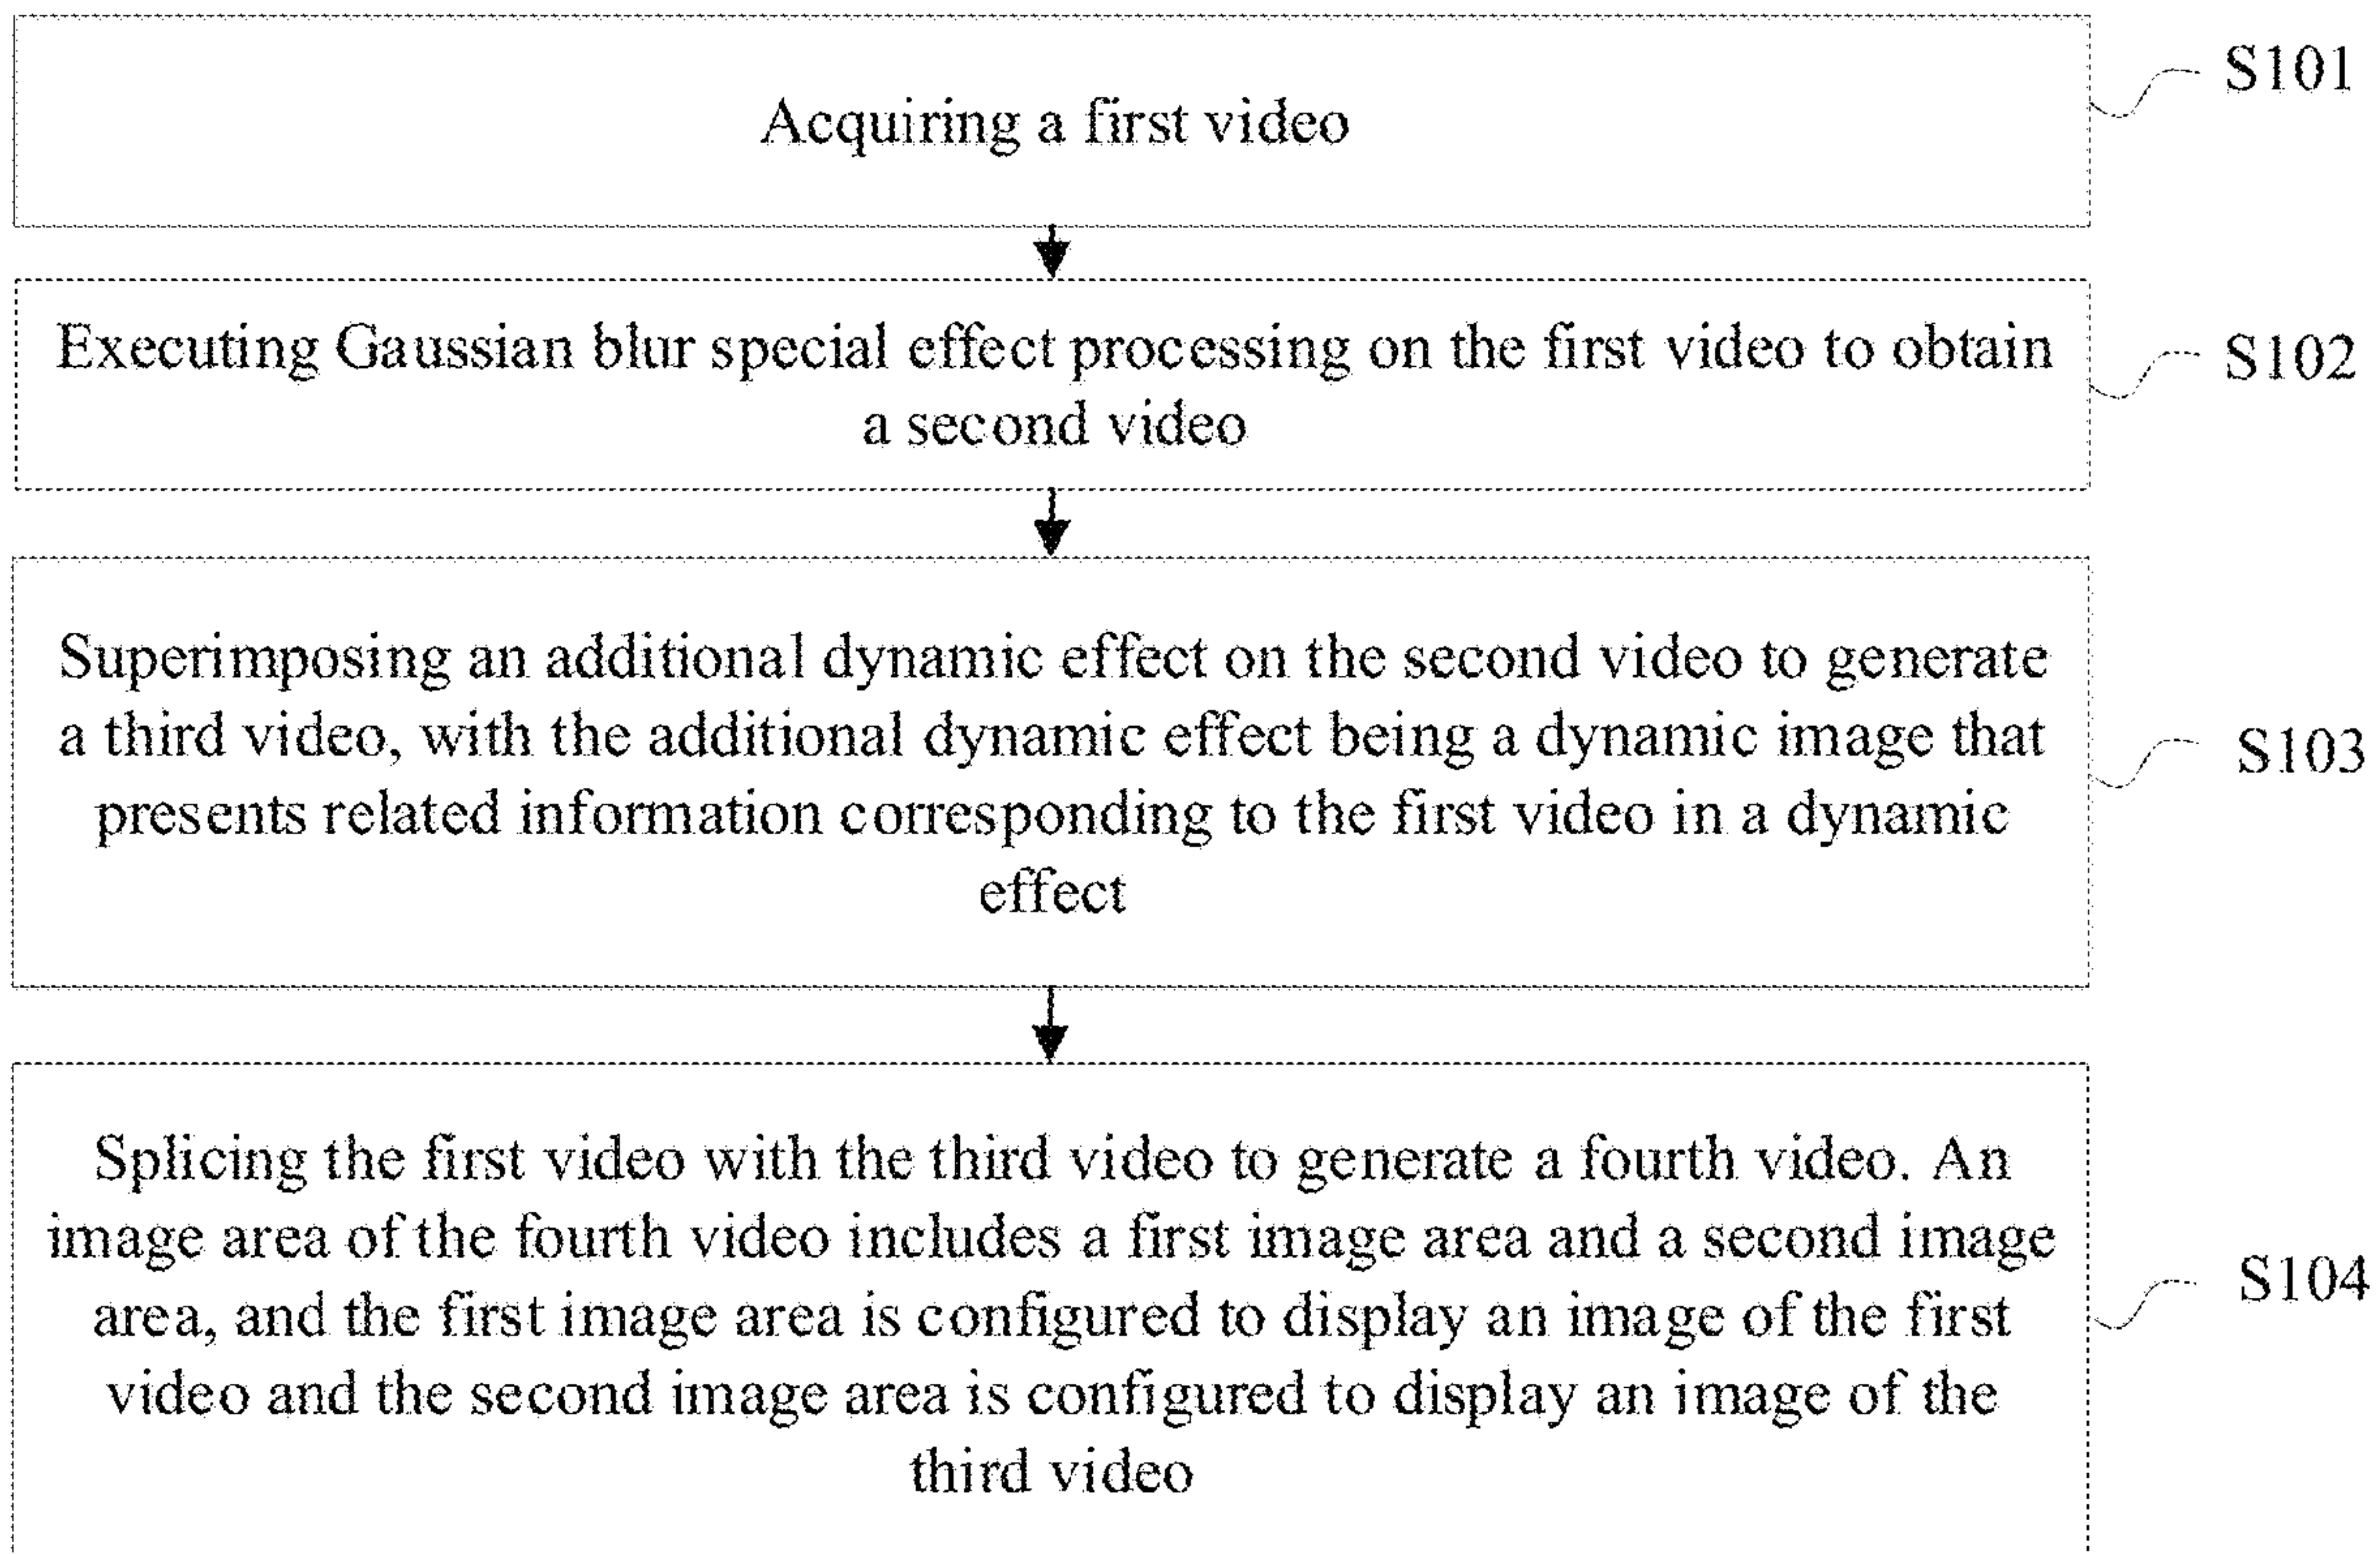 Acquiring a first video
S101
Executing Gaussian blur special effect processing on the first video to obtain
a second video
S102
Superimposing an additional dynamic effect on the second video to generate
a third video, with the additional dynamic effect being a dynamic image that
presents related information corresponding to the first video in a dynamic
effect
S103
Splicing the first video with the third video to generate a fourth video. An
image area of the fourth video includes a first image area and a second image
area, and the first image area is configured to display an image of the first
video and the second image area is configured to display an image of the
third video
S104